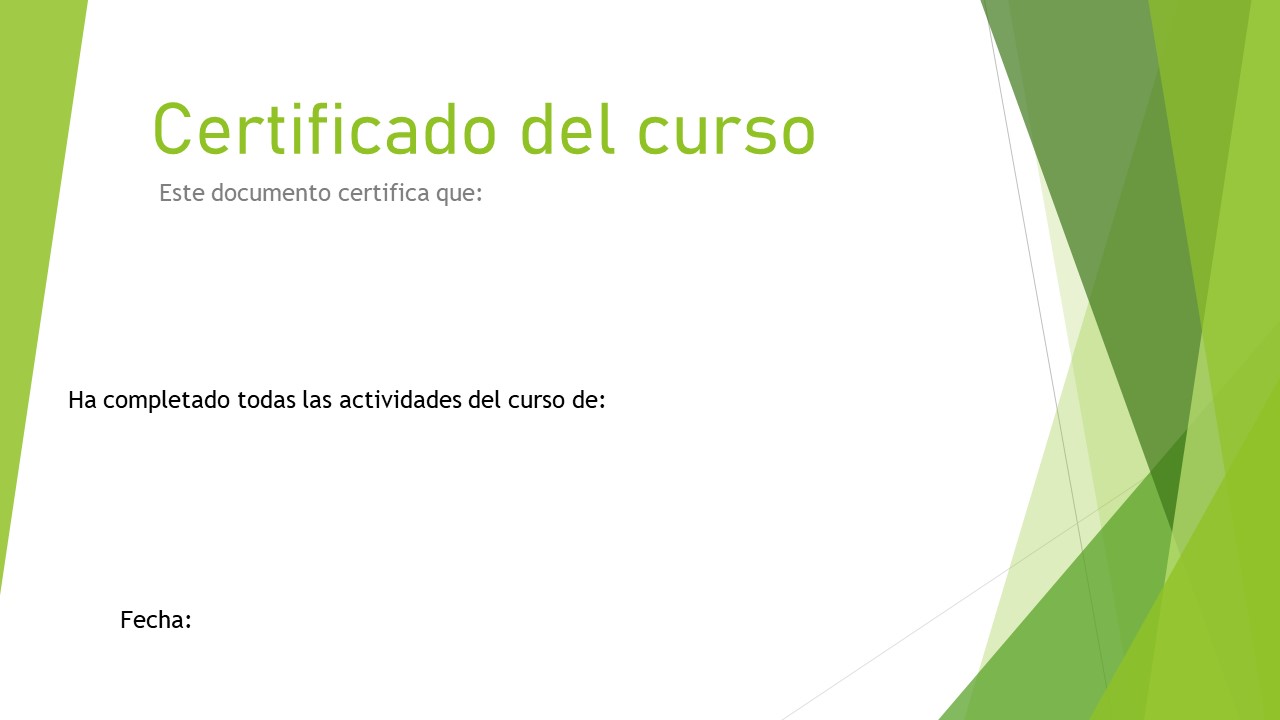 Certificado del curso
Este documento certifica que:
Ha completado todas las actividades del curso de:
Fecha: